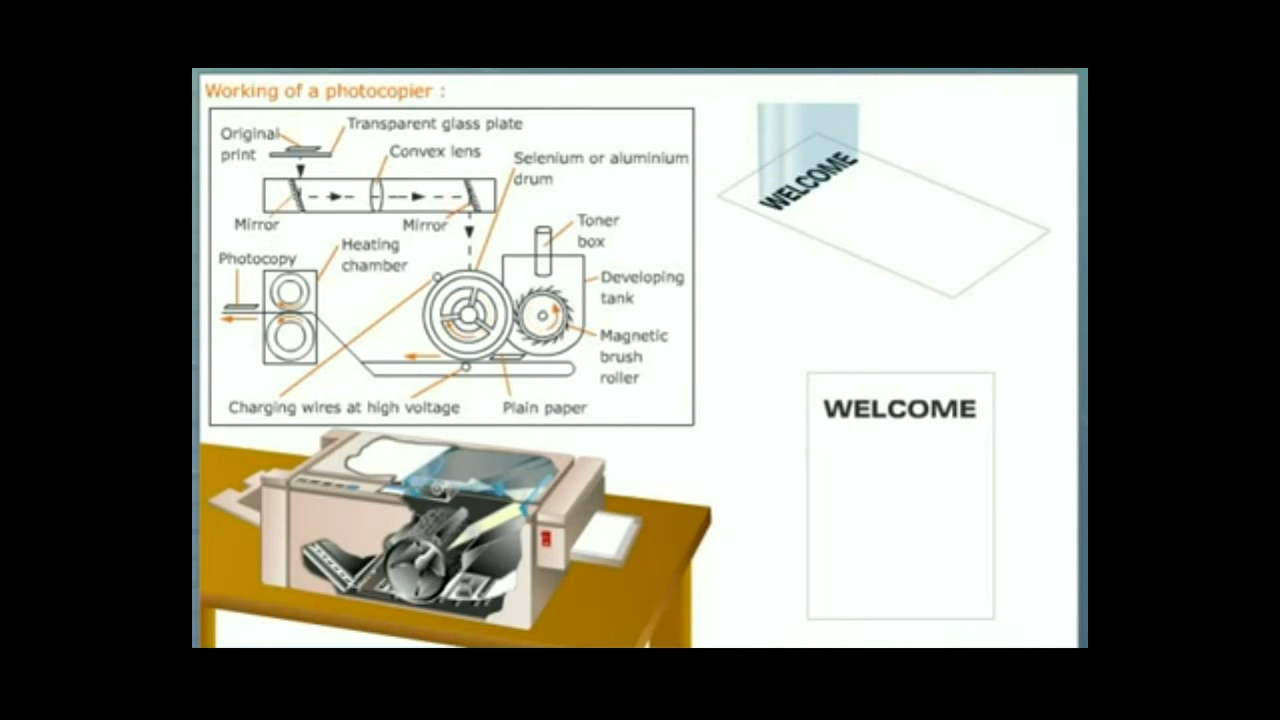 Working of a photocopier :
Original
print
Transparent glass plate
Convex lens
Selenium or aluminium
drum
Mirror
Mirror
Toner
box
Photocopy
Heating
chamber
Developing
tank
Magnetic
brush
roller
Charging wires at high voltage
Plain paper
WELCOME
WELCOME